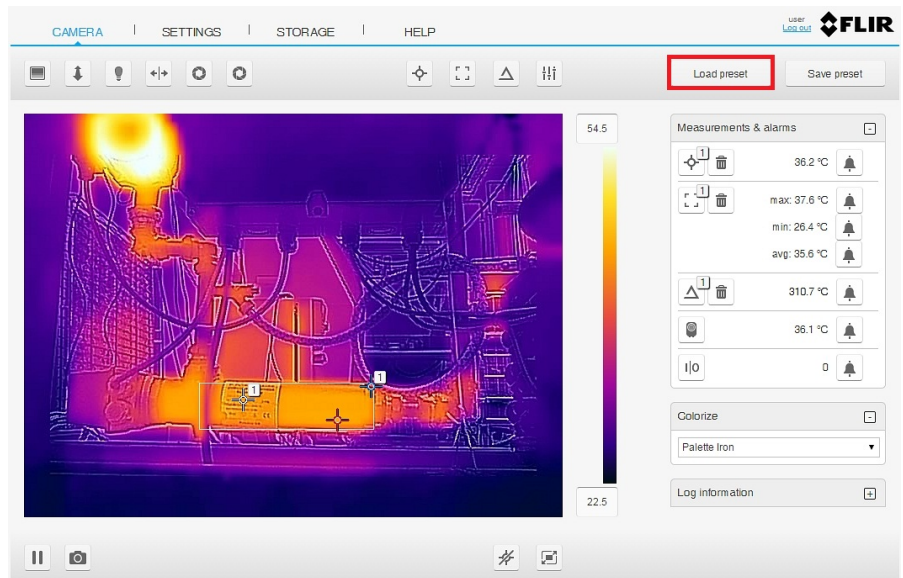 CAMERA SETTINGS STORAGE HELP
user
Log out
FLIR
Load preset Save preset
54.5
22.5
1
1
Measurements & alarms -
1 36.2 °C
1 max: 37.6 °C
min: 26.4 °C
avg: 35.6 °C
1 310.7 °C
36.1 °C
I|O 0
Colorize -
Palette Iron
Log information +